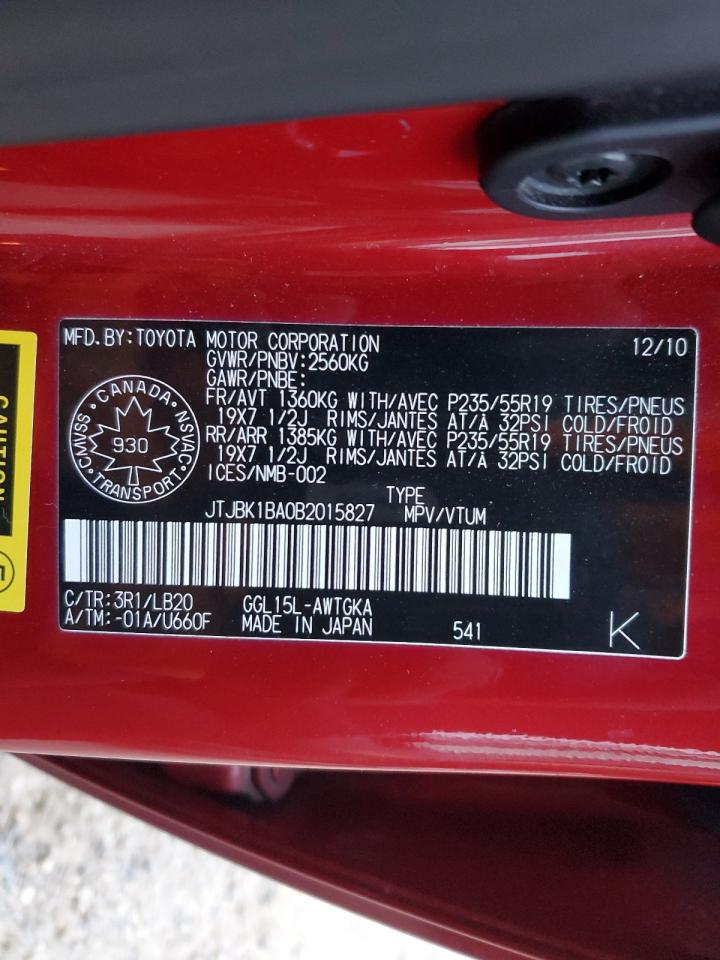 MFD.BY:TOYOTA MOTOR CORPORATION 12/10
GVWR/PNBV:2560KG
GAWR/PNBE:
FR/AVT 1360KG WITH/AVEC P235/55R19 TIRES/PNEUS
19X7 1/2J RIMS/JANTES AT/À 32PSI COLD/FROID
RR/ARR 1385KG WITH/AVEC P235/55R19 TIRES/PNEUS
19X7 1/2J RIMS/JANTES AT/À 32PSI COLD/FROID
ICES/NMB-002
CANADA • NSVAC • TRANSPORT • CMVSS •
930
TYPE
JTJBK1BA0B2015827 MPV/VTUM
C/TR:3R1/LB20 GGL15L-AWTGKA
A/TM:-01A/U660F MADE IN JAPAN 541 K
CAUTION